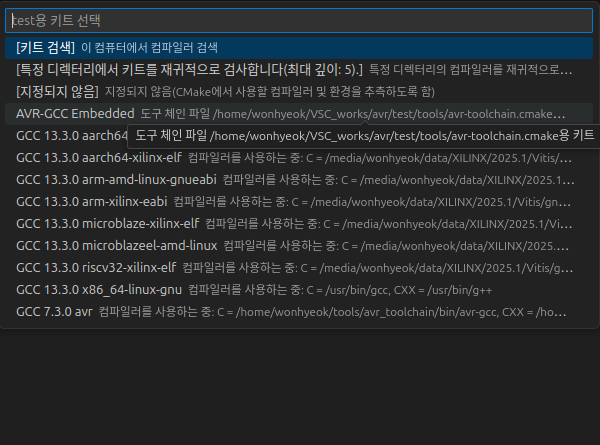 test용 키트 선택
[키트 검색] 이 컴퓨터에서 컴파일러 검색
[특정 디렉터리에서 키트를 재귀적으로 검사합니다(최대 깊이: 5).] 특정 디렉터리의 컴파일러를 재귀적으로…
[지정되지 않음] 지정되지 않음(CMake에서 사용할 컴파일러 및 환경을 추측하도록 함)
AVR-GCC Embedded 도구 체인 파일 /home/wonhyeok/VSC_works/avr/test/tools/avr-toolchain.cmake…
GCC 13.3.0 aarch64
도구 체인 파일 /home/wonhyeok/VSC_works/avr/test/tools/avr-toolchain.cmake용 키트
GCC 13.3.0 aarch64-xilinx-elf 컴파일러를 사용하는 중: C = /media/wonhyeok/data/XILINX/2025.1/Vitis/…
GCC 13.3.0 arm-amd-linux-gnueabi 컴파일러를 사용하는 중: C = /media/wonhyeok/data/XILINX/2025.1…
GCC 13.3.0 arm-xilinx-eabi 컴파일러를 사용하는 중: C = /media/wonhyeok/data/XILINX/2025.1/Vitis/gn…
GCC 13.3.0 microblaze-xilinx-elf 컴파일러를 사용하는 중: C = /media/wonhyeok/data/XILINX/2025.1/Vi…
GCC 13.3.0 microblazeel-amd-linux 컴파일러를 사용하는 중: C = /media/wonhyeok/data/XILINX/2025.…
GCC 13.3.0 riscv32-xilinx-elf 컴파일러를 사용하는 중: C = /media/wonhyeok/data/XILINX/2025.1/Vitis/g…
GCC 13.3.0 x86_64-linux-gnu 컴파일러를 사용하는 중: C = /usr/bin/gcc, CXX = /usr/bin/g++
GCC 7.3.0 avr 컴파일러를 사용하는 중: C = /home/wonhyeok/tools/avr_toolchain/bin/avr-gcc, CXX = /ho…